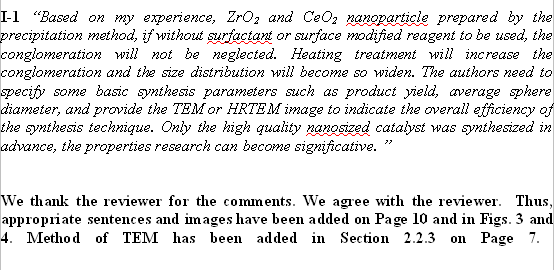 I-1 “Based on my experience, ZrO2 and CeO2 nanoparticle prepared by the
precipitation method, if without surfactant or surface modified reagent to be used, the
conglomeration will not be neglected. Heating treatment will increase the
conglomeration and the size distribution will become so widen. The authors need to
specify some basic synthesis parameters such as product yield, average sphere
diameter, and provide the TEM or HRTEM image to indicate the overall efficiency of
the synthesis technique. Only the high quality nanosized catalyst was synthesized in
advance, the properties research can become significative. ”
We thank the reviewer for the comments. We agree with the reviewer. Thus,
appropriate sentences and images have been added on Page 10 and in Figs. 3 and
4. Method of TEM has been added in Section 2.2.3 on Page 7.